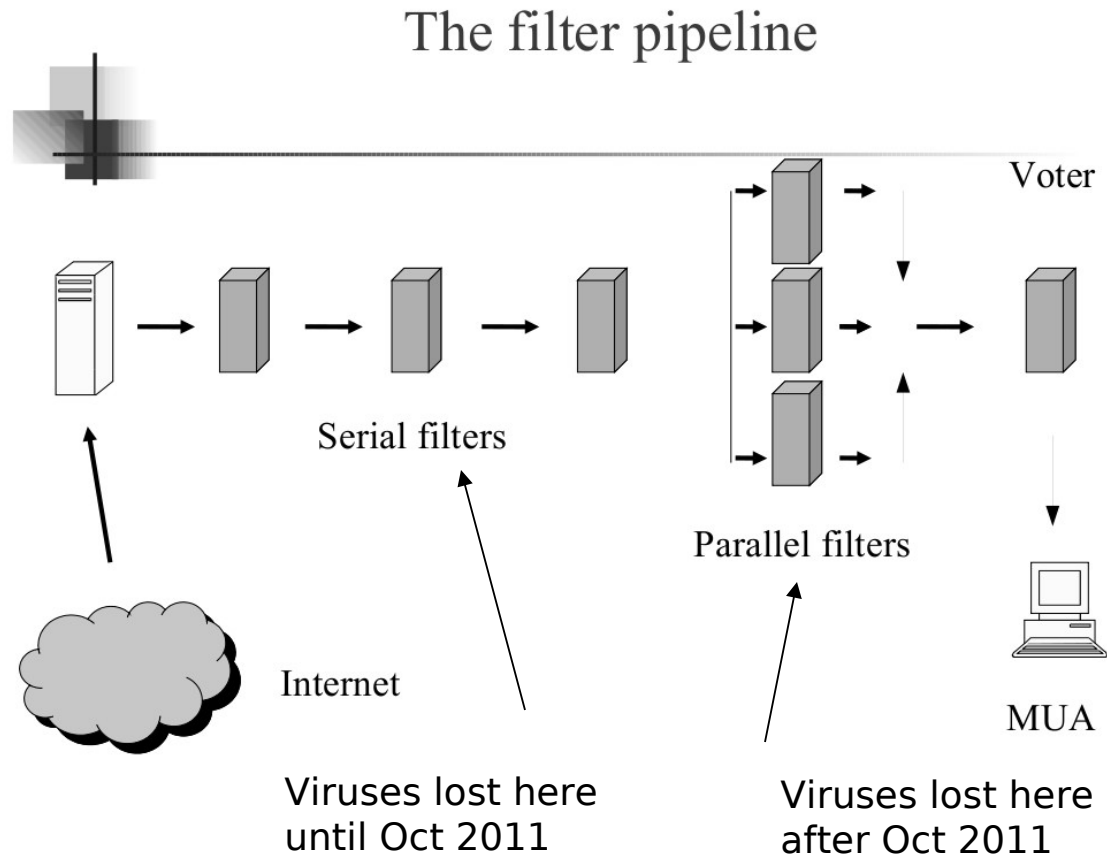 The filter pipeline
Voter
Serial filters
Parallel filters
Internet
MUA
Viruses lost here
until Oct 2011
Viruses lost here
after Oct 2011